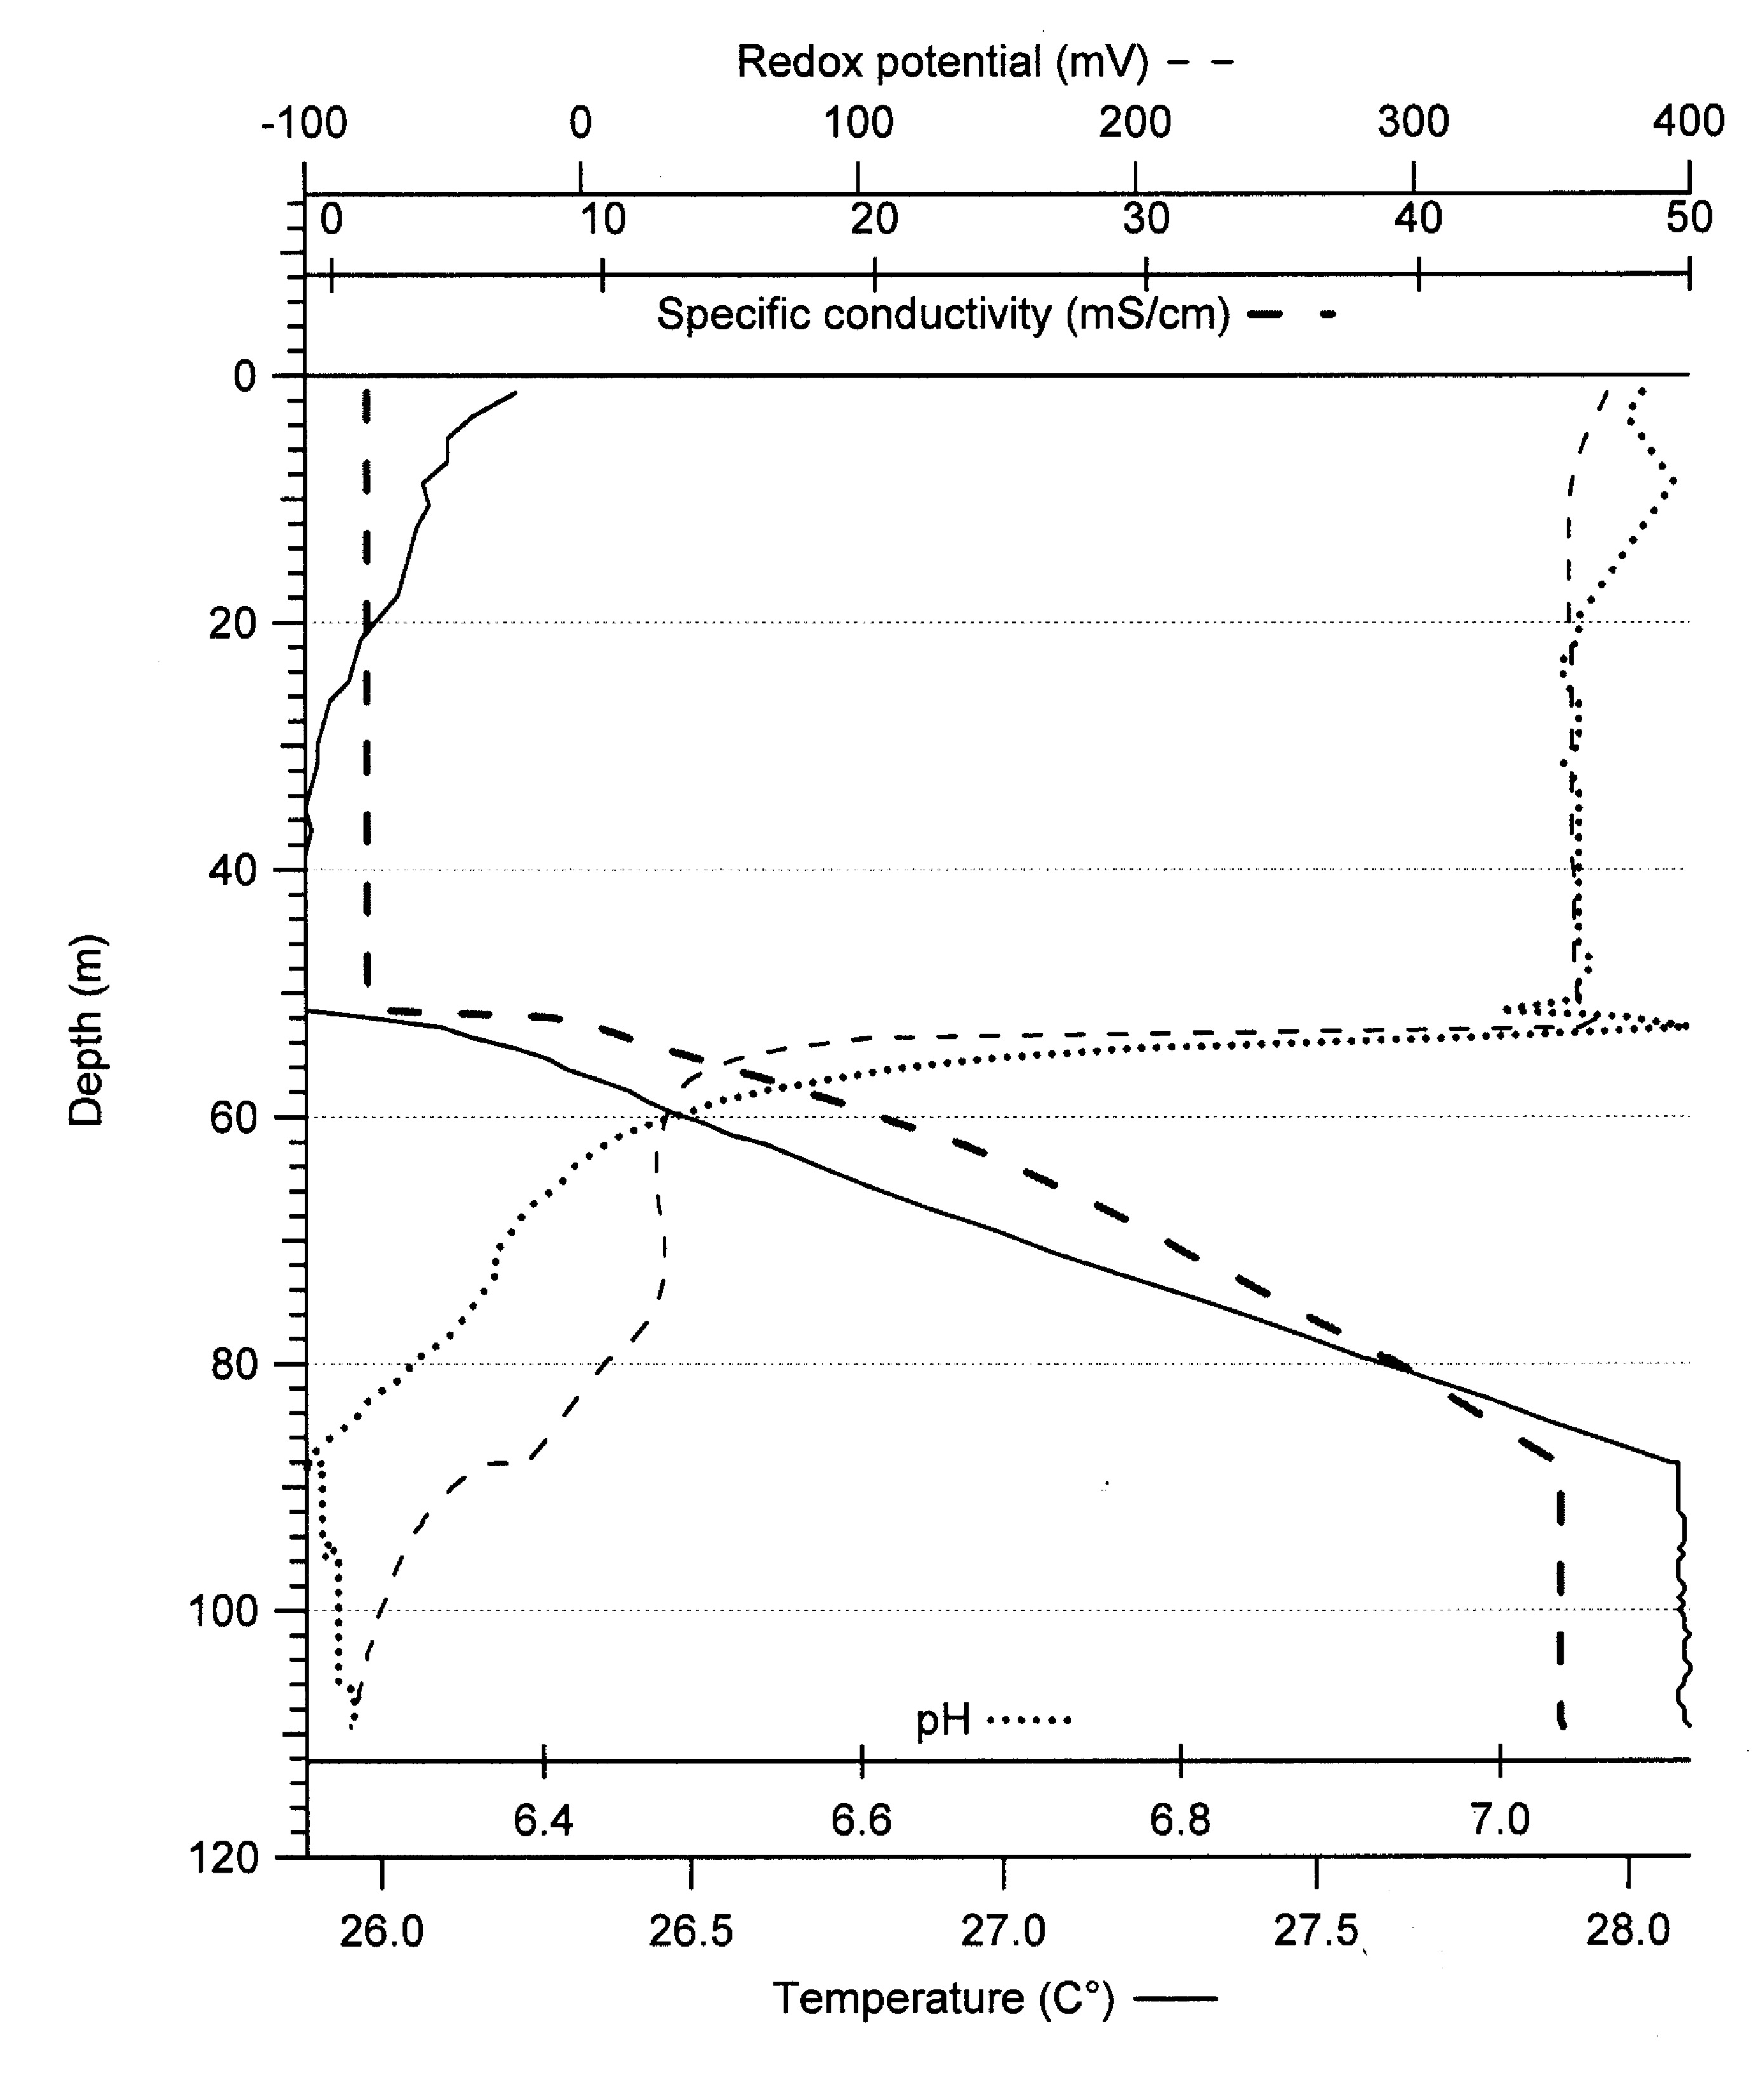 Redox potential (mV) – –
-100 0 100 200 300 400
0 10 20 30 40 50
Specific conductivity (mS/cm)
0
20
40
Depth (m)
60
80
100
pH
6.4 6.6 6.8 7.0
120
26.0 26.5 27.0 27.5 28.0
Temperature (C°)